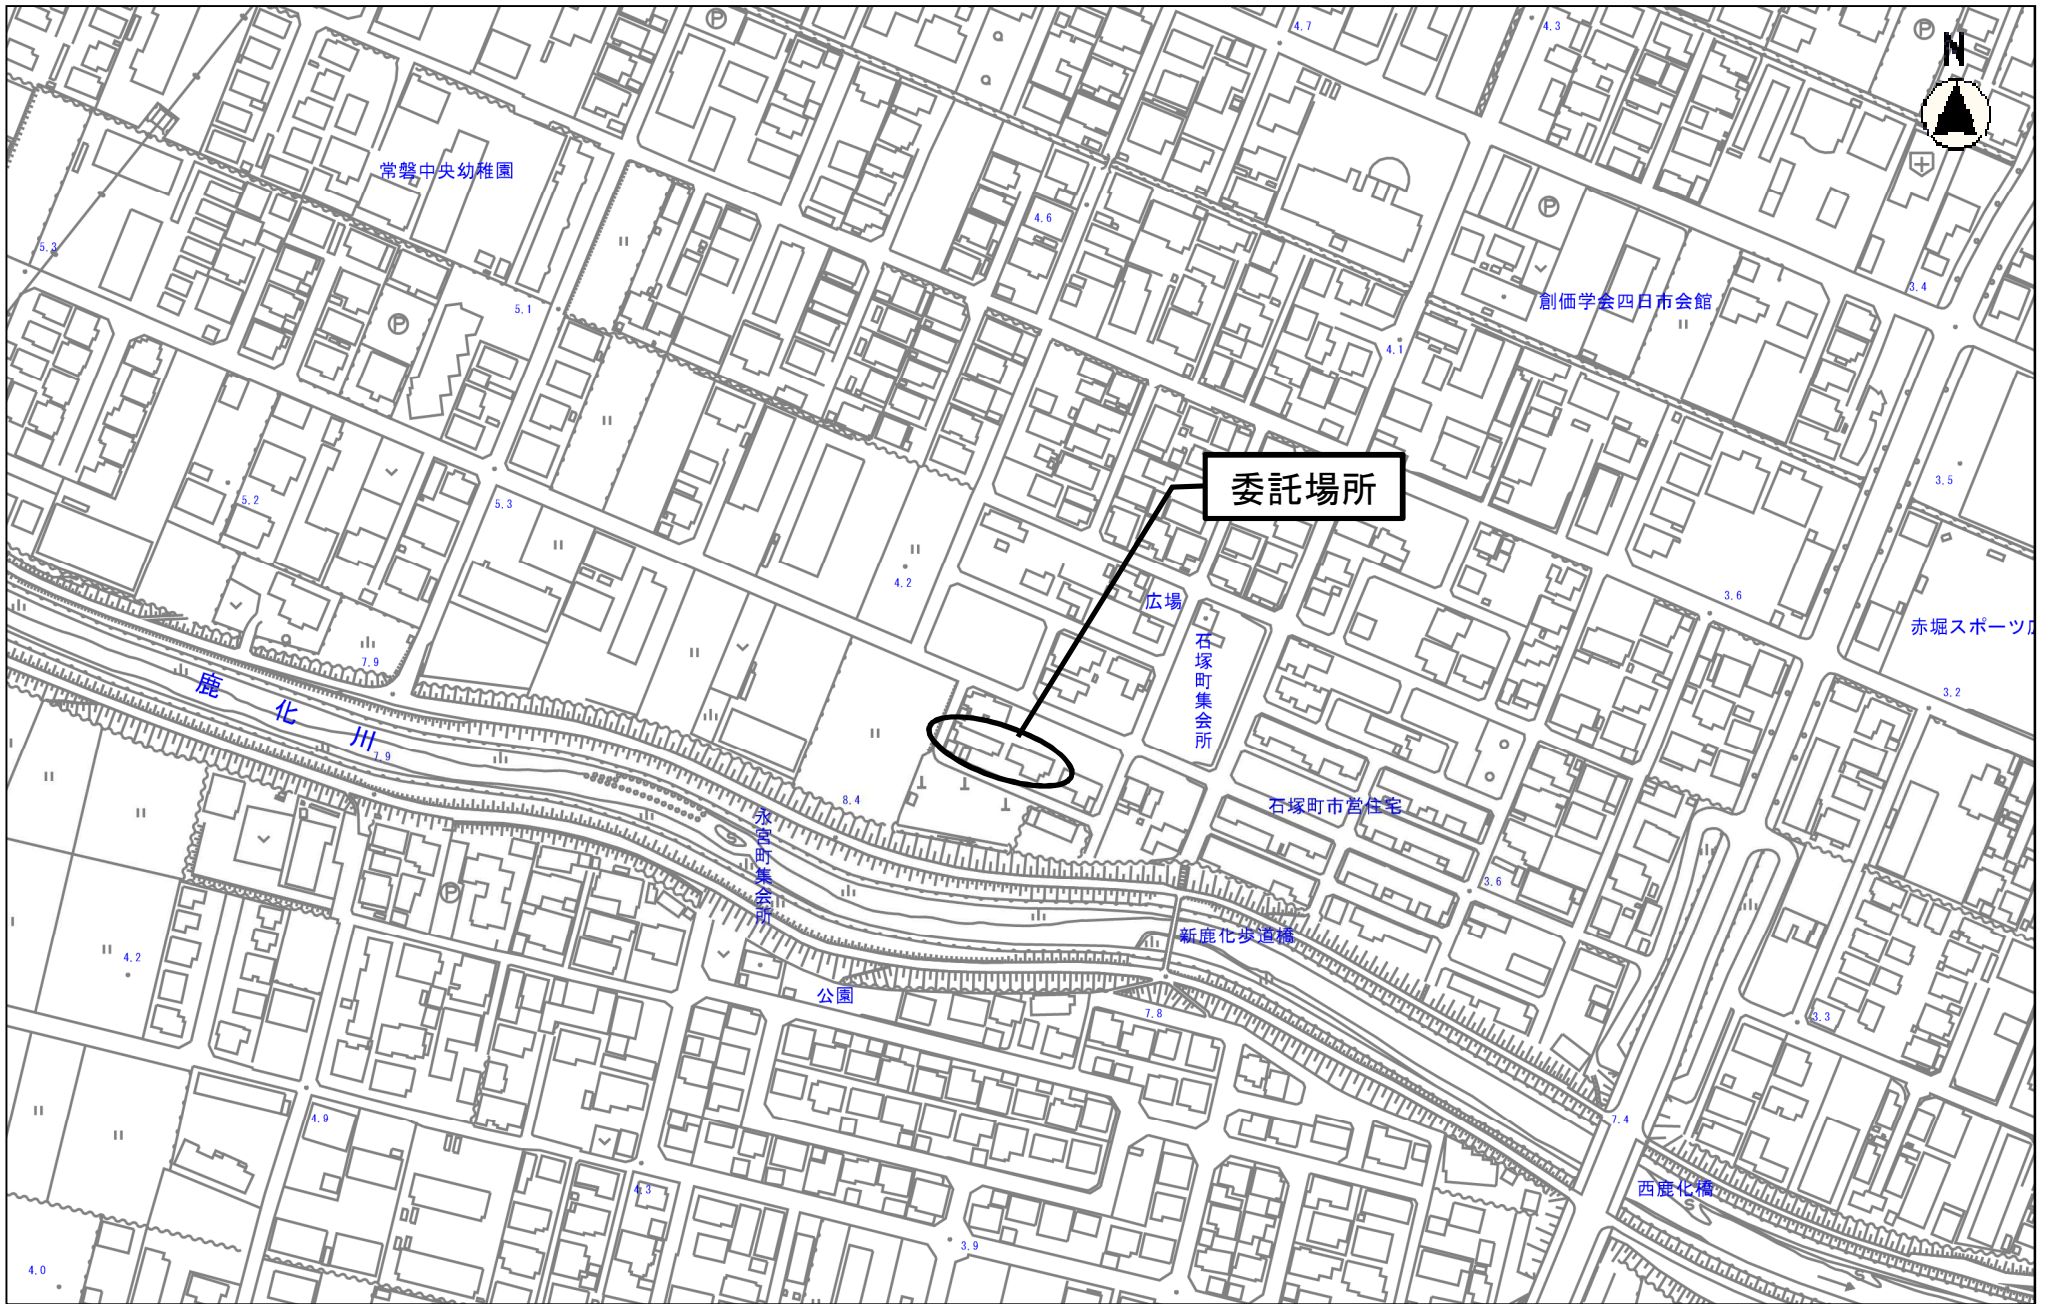 4.7
4.3
Ⓟ
Ⓟ
N
常磐中央幼稚園
4.6
Ⓟ
5.3
3.4
5.1
創価学会四日市会館
Ⓟ
4.1
委託場所
3.5
5.2
5.3
4.2
広場
3.6
赤堀スポーツ広
石塚町集会所
7.9
鹿化川
3.2
7.9
8.4
石塚町市営住宅
永宮町集会所
3.6
Ⓟ
新鹿化歩道橋
4.2
公園
7.8
3.3
4.9
7.4
4.3
西鹿化橋
3.9
4.0